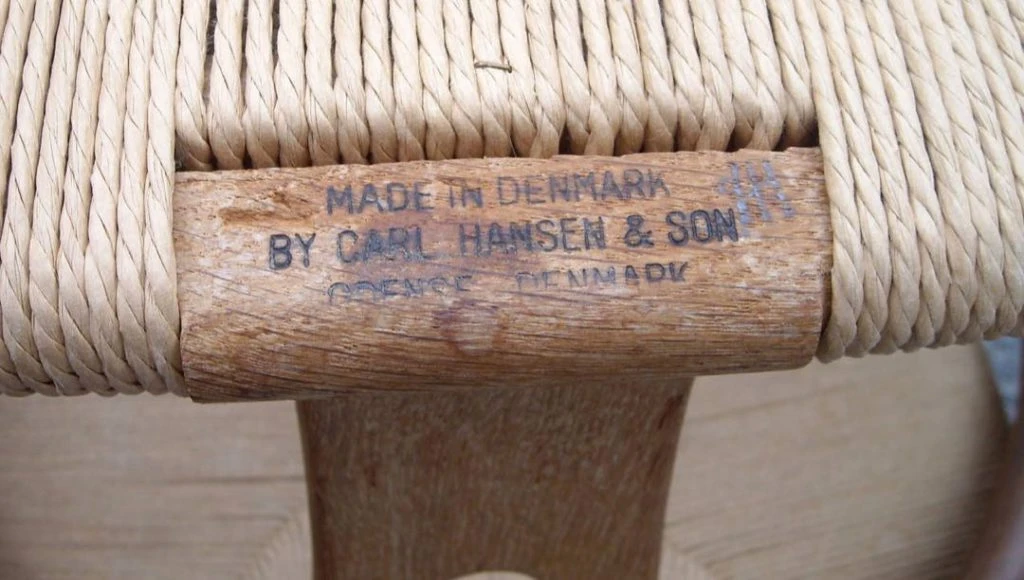 MADE IN DENMARK
BY CARL HANSEN & SON
ODENSE DENMARK